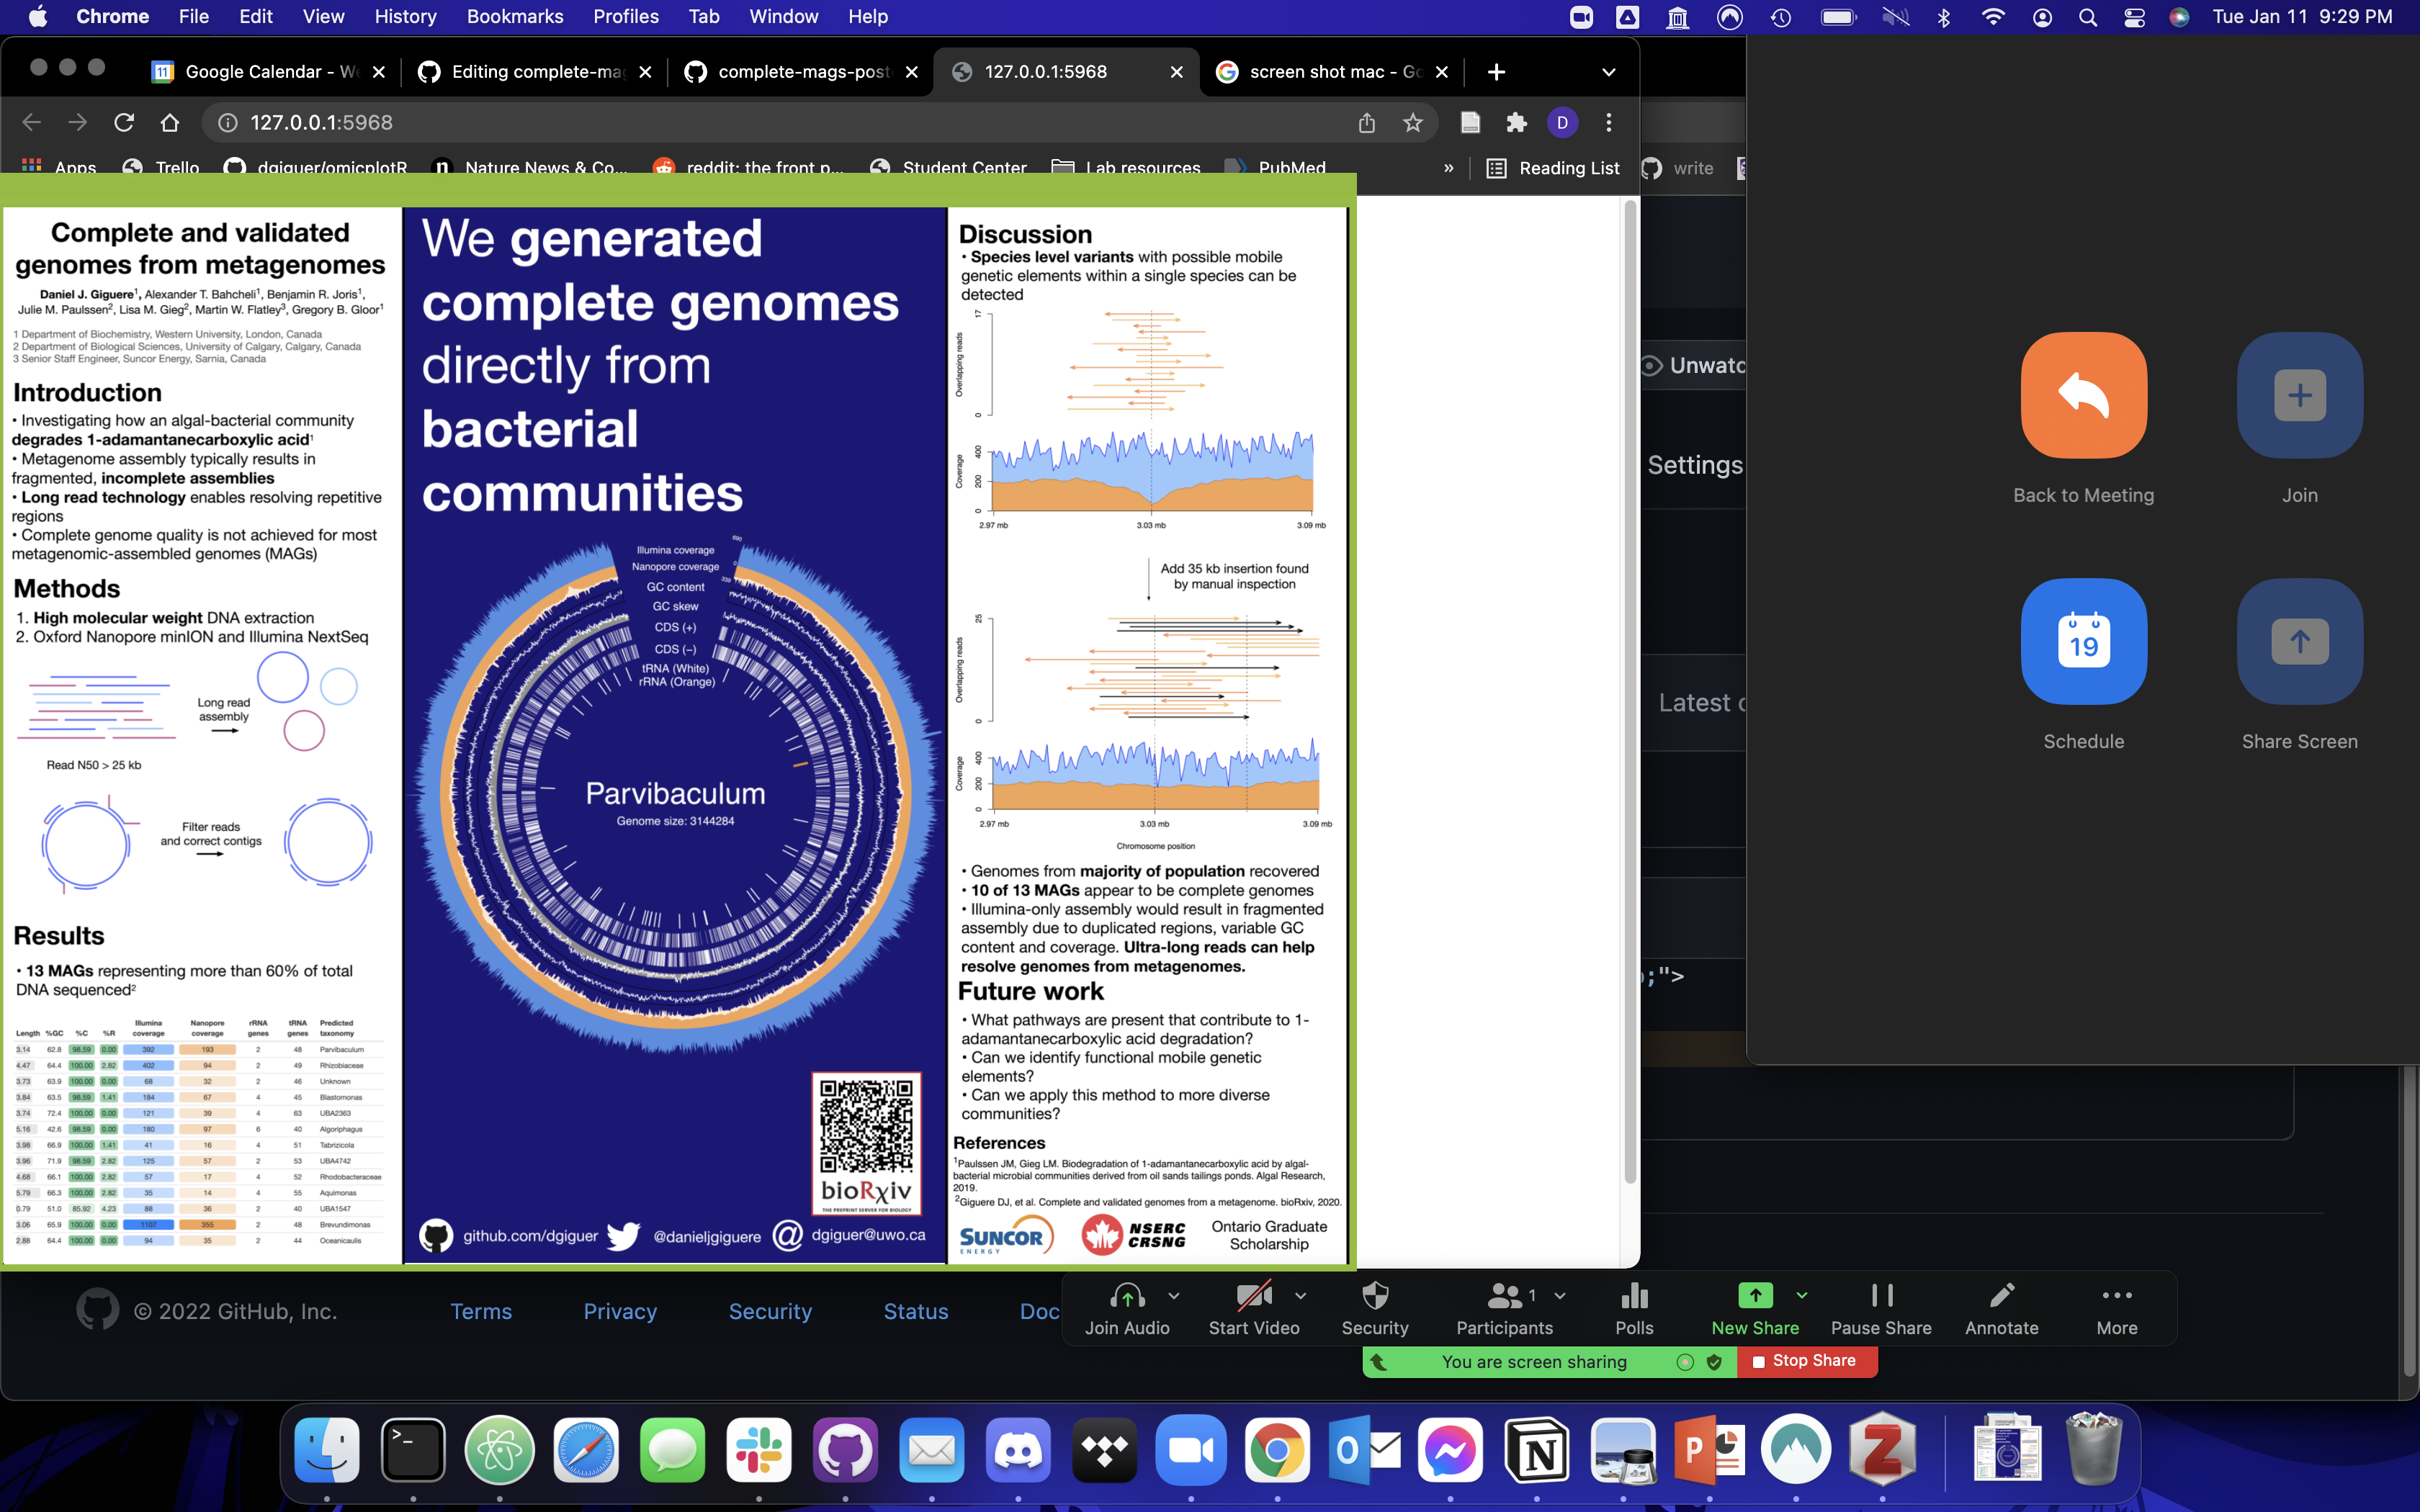 Chrome File Edit View History Bookmarks Profiles Tab Window Help Tue Jan 11 9:29 PM
Google Calendar - We Editing complete-mag complete-mags-post 127.0.0.1:5968 screen shot mac - Go
127.0.0.1:5968 D
Apps Trello dgiguer/omicplotR Nature News & Co... reddit: the front p... Student Center Lab resources PubMed » Reading List write
Complete and validated
genomes from metagenomes
Daniel J. Giguere1, Alexander T. Bahcheli1, Benjamin R. Joris1,
Julie M. Paulssen2, Lisa M. Gieg2, Martin W. Flatley3, Gregory B. Gloor1
1 Department of Biochemistry, Western University, London, Canada
2 Department of Biological Sciences, University of Calgary, Calgary, Canada
3 Senior Staff Engineer, Suncor Energy, Sarnia, Canada
Introduction
• Investigating how an algal-bacterial community
degrades 1-adamantanecarboxylic acid1
• Metagenome assembly typically results in
fragmented, incomplete assemblies
• Long read technology enables resolving repetitive
regions
• Complete genome quality is not achieved for most
metagenomic-assembled genomes (MAGs)
Methods
1. High molecular weight DNA extraction
2. Oxford Nanopore minION and Illumina NextSeq
Long read
assembly
Read N50 > 25 kb
Filter reads
and correct contigs
Results
• 13 MAGs representing more than 60% of total
DNA sequenced2
Length %GC %C %R Illumina coverage Nanopore coverage rRNA genes tRNA genes Predicted taxonomy
3.14 62.8 98.59 0.00 392 193 2 48 Parvibaculum
4.47 64.4 100.00 2.82 402 94 2 49 Rhizobiaceae
3.73 63.9 100.00 0.00 68 32 2 46 Unknown
3.84 63.5 98.59 1.41 184 67 4 45 Blastomonas
3.74 72.4 100.00 0.00 121 39 4 63 UBA2363
5.16 42.6 98.59 0.00 180 97 6 40 Algoriphagus
3.98 66.9 100.00 1.41 41 16 4 51 Tabrizicola
3.96 71.9 98.59 2.82 125 57 2 53 UBA4742
4.68 66.1 100.00 2.82 57 17 4 52 Rhodobacteraceae
5.79 66.3 100.00 2.82 35 14 4 55 Aquimonas
0.79 51.0 85.92 4.23 88 36 2 40 UBA1547
3.06 65.9 100.00 0.00 1107 355 2 48 Brevundimonas
2.88 64.4 100.00 0.00 94 35 2 44 Oceanicaulis
We generated
complete genomes
directly from
bacterial
communities
Illumina coverage
Nanopore coverage
GC content
GC skew
CDS (+)
CDS (−)
tRNA (White)
rRNA (Orange)
690
0
339
Parvibaculum
Genome size: 3144284
bioRxiv
THE PREPRINT SERVER FOR BIOLOGY
github.com/dgiguer @danieljgiguere @ dgiguer@uwo.ca
Discussion
• Species level variants with possible mobile
genetic elements within a single species can be
detected
Overlapping reads
17
0
Coverage
400
200
0
2.97 mb 3.03 mb 3.09 mb
Add 35 kb insertion found
by manual inspection
Overlapping reads
25
0
Coverage
400
200
0
2.97 mb 3.03 mb 3.09 mb
Chromosome position
• Genomes from majority of population recovered
• 10 of 13 MAGs appear to be complete genomes
• Illumina-only assembly would result in fragmented
assembly due to duplicated regions, variable GC
content and coverage. Ultra-long reads can help
resolve genomes from metagenomes.
Future work
• What pathways are present that contribute to 1-
adamantanecarboxylic acid degradation?
• Can we identify functional mobile genetic
elements?
• Can we apply this method to more diverse
communities?
References
1Paulssen JM, Gieg LM. Biodegradation of 1-adamantanecarboxylic acid by algal-
bacterial microbial communities derived from oil sands tailings ponds. Algal Research,
2019.
2Giguere DJ, et al. Complete and validated genomes from a metagenome. bioRxiv, 2020.
SUNCOR
ENERGY
NSERC
CRSNG
Ontario Graduate
Scholarship
Unwatc
Settings
Latest c
;">
Back to Meeting Join
19
Schedule Share Screen
© 2022 GitHub, Inc. Terms Privacy Security Status Doc
1
Join Audio Start Video Security Participants Polls New Share Pause Share Annotate More
You are screen sharing Stop Share